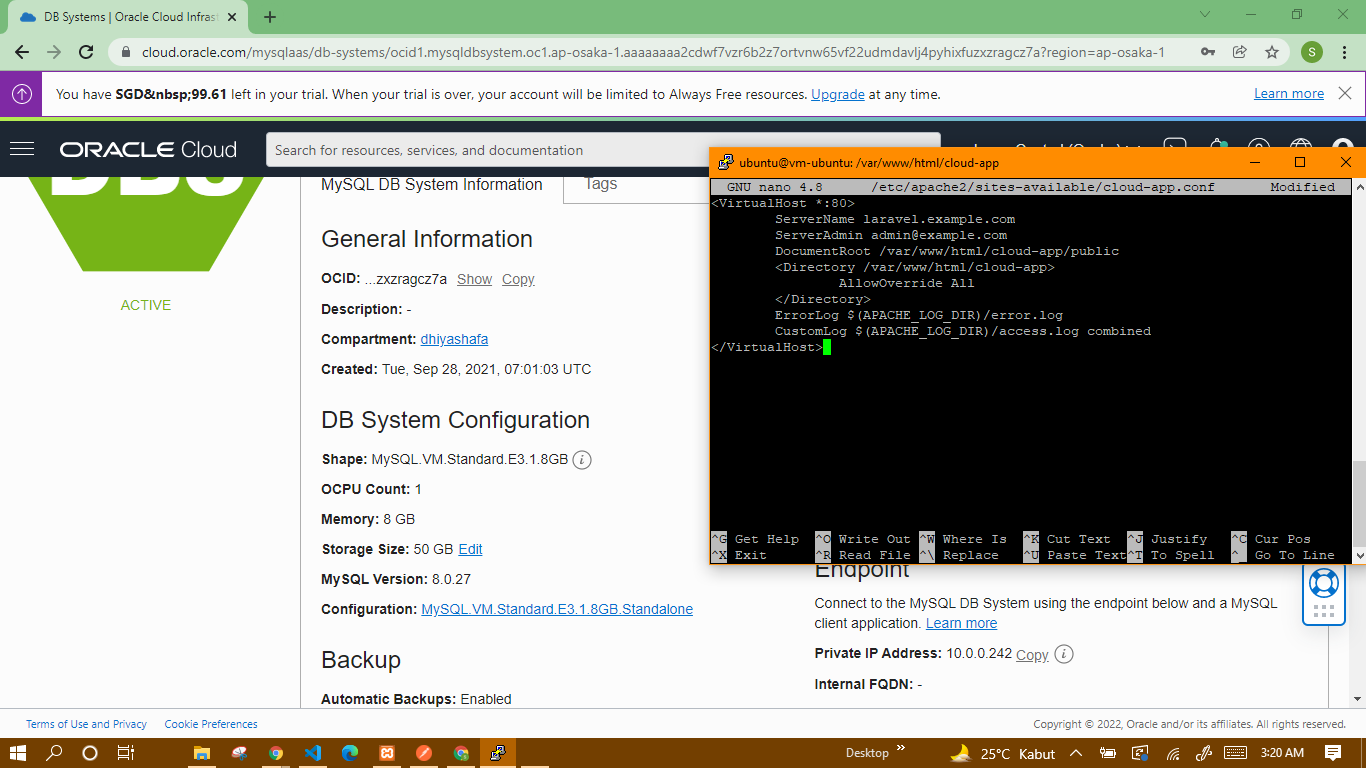 DB Systems | Oracle Cloud Infrast
cloud.oracle.com/mysqlaas/db-systems/ocid1.mysqldbsystem.oc1.ap-osaka-1.aaaaaaaa2cdwf7vzr6b2z7ortvnw65vf22udmdavlj4pyhixfuzxzragcz7a?region=ap-osaka-1
S
You have SGD&nbsp;99.61 left in your trial. When your trial is over, your account will be limited to Always Free resources. Upgrade at any time.
Learn more
ORACLE Cloud
Search for resources, services, and documentation
MySQL DB System Information
Tags
General Information
OCID: ...zxzragcz7a Show Copy
ACTIVE
Description: -
Compartment: dhiyashafa
Created: Tue, Sep 28, 2021, 07:01:03 UTC
DB System Configuration
Shape: MySQL.VM.Standard.E3.1.8GB
OCPU Count: 1
Memory: 8 GB
Storage Size: 50 GB Edit
MySQL Version: 8.0.27
Configuration: MySQL.VM.Standard.E3.1.8GB.Standalone
Backup
Automatic Backups: Enabled
ubuntu@vm-ubuntu: /var/www/html/cloud-app
GNU nano 4.8 /etc/apache2/sites-available/cloud-app.conf Modified
<VirtualHost *:80>
ServerName laravel.example.com
ServerAdmin admin@example.com
DocumentRoot /var/www/html/cloud-app/public
<Directory /var/www/html/cloud-app>
AllowOverride All
</Directory>
ErrorLog $(APACHE_LOG_DIR)/error.log
CustomLog $(APACHE_LOG_DIR)/access.log combined
</VirtualHost>
^G Get Help ^O Write Out ^W Where Is ^K Cut Text ^J Justify ^C Cur Pos
^X Exit ^R Read File ^\ Replace ^U Paste Text ^T To Spell ^_ Go To Line
Endpoint
Connect to the MySQL DB System using the endpoint below and a MySQL
client application. Learn more
Private IP Address: 10.0.0.242 Copy
Internal FQDN: -
Terms of Use and Privacy Cookie Preferences
Copyright © 2022, Oracle and/or its affiliates. All rights reserved.
Desktop
25°C Kabut
3:20 AM